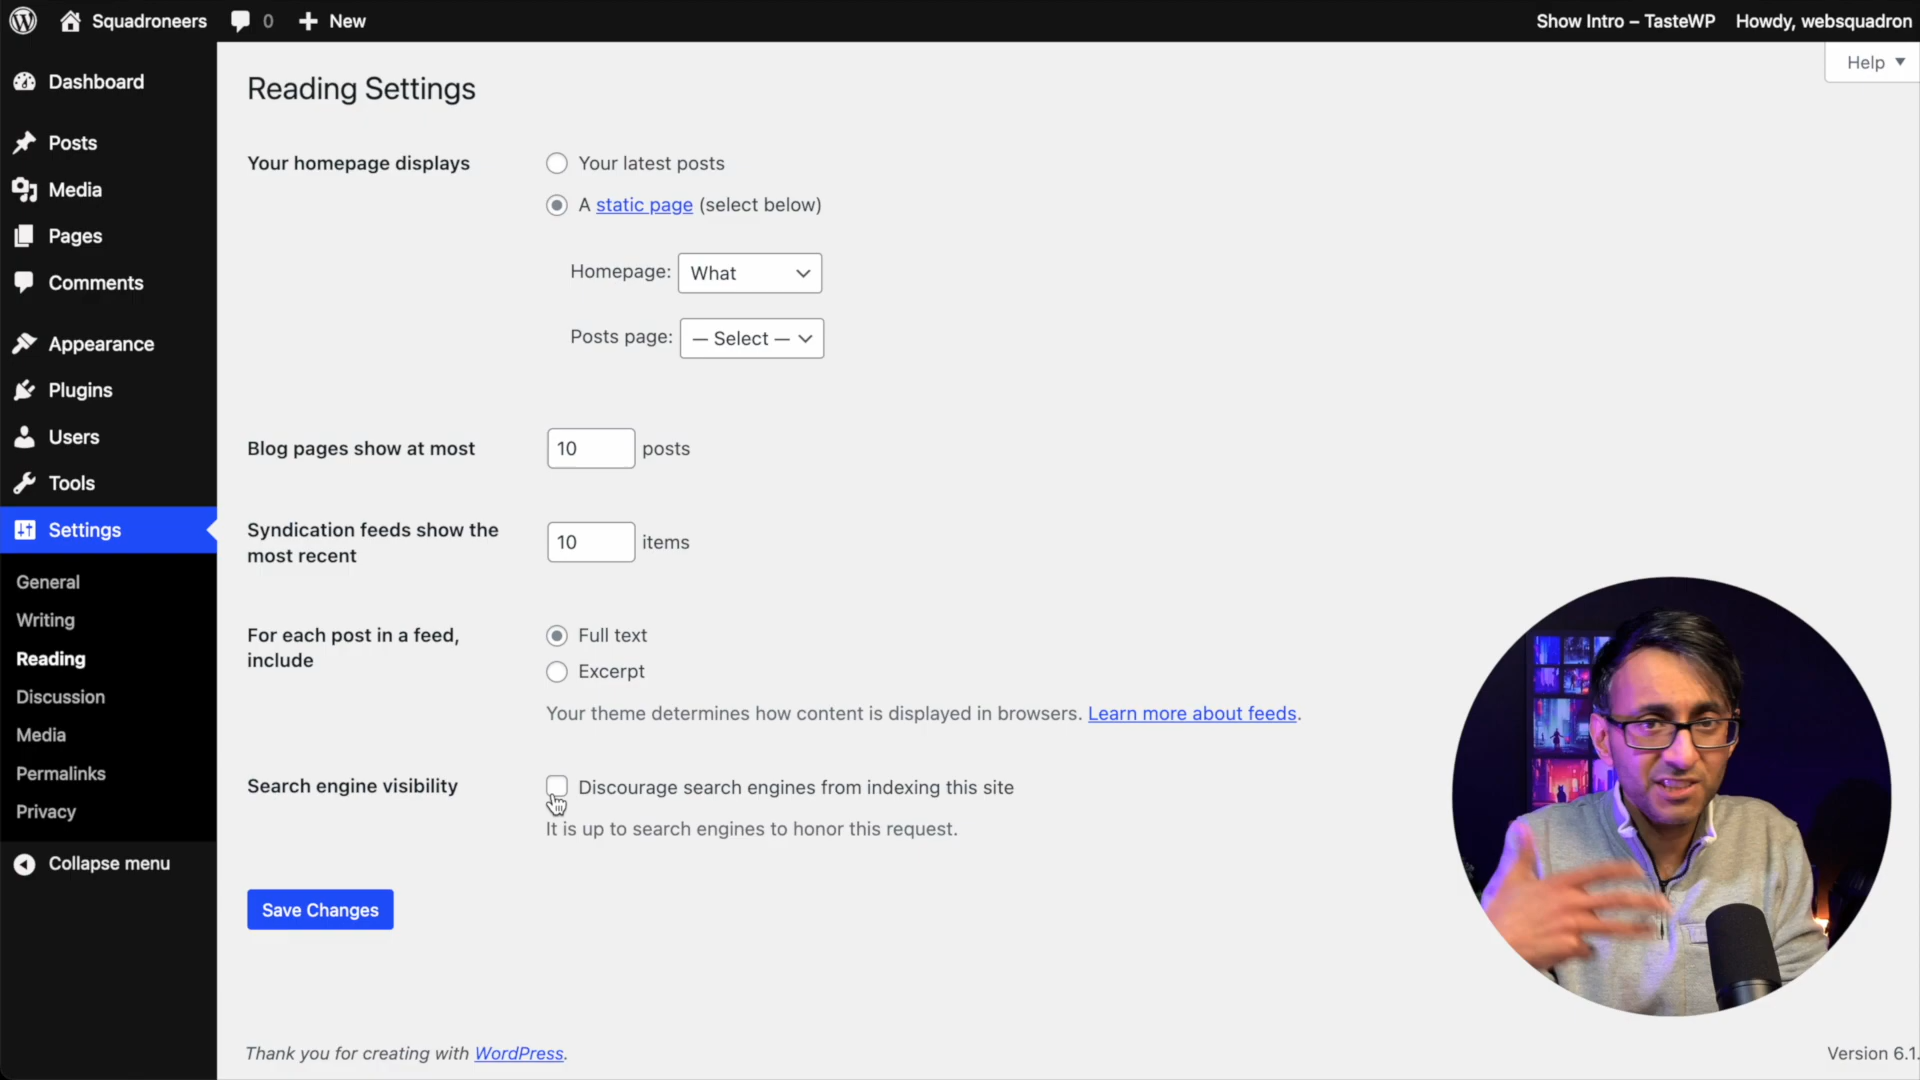 Squadroneers
0
New
Show Intro – TasteWP
Howdy, websquadron
Help
Dashboard
Posts
Media
Pages
Comments
Appearance
Plugins
Users
Tools
Settings
General
Writing
Reading
Discussion
Media
Permalinks
Privacy
Collapse menu
Reading Settings
Your homepage displays
Your latest posts
A static page (select below)
Homepage: What
Posts page: — Select —
Blog pages show at most
10 posts
Syndication feeds show the
most recent
10 items
For each post in a feed,
include
Full text
Excerpt
Your theme determines how content is displayed in browsers. Learn more about feeds.
Search engine visibility
Discourage search engines from indexing this site
It is up to search engines to honor this request.
Save Changes
Thank you for creating with WordPress.
Version 6.1.